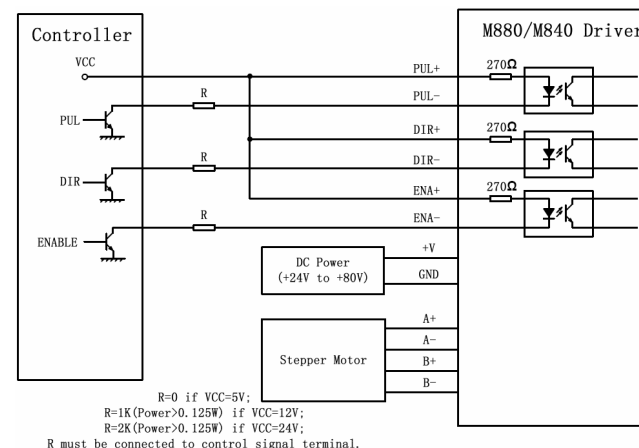 Controller
M880/M840 Driver
VCC
PUL+
270Ω
R
PUL-
PUL
DIR+
270Ω
R
DIR-
DIR
ENA+
270Ω
R
ENA-
ENABLE
+V
DC Power
(+24V to +80V)
GND
A+
A-
Stepper Motor
B+
B-
R=0 if VCC=5V;
R=1K(Power>0.125W) if VCC=12V;
R=2K(Power>0.125W) if VCC=24V;
R must be connected to control signal terminal.